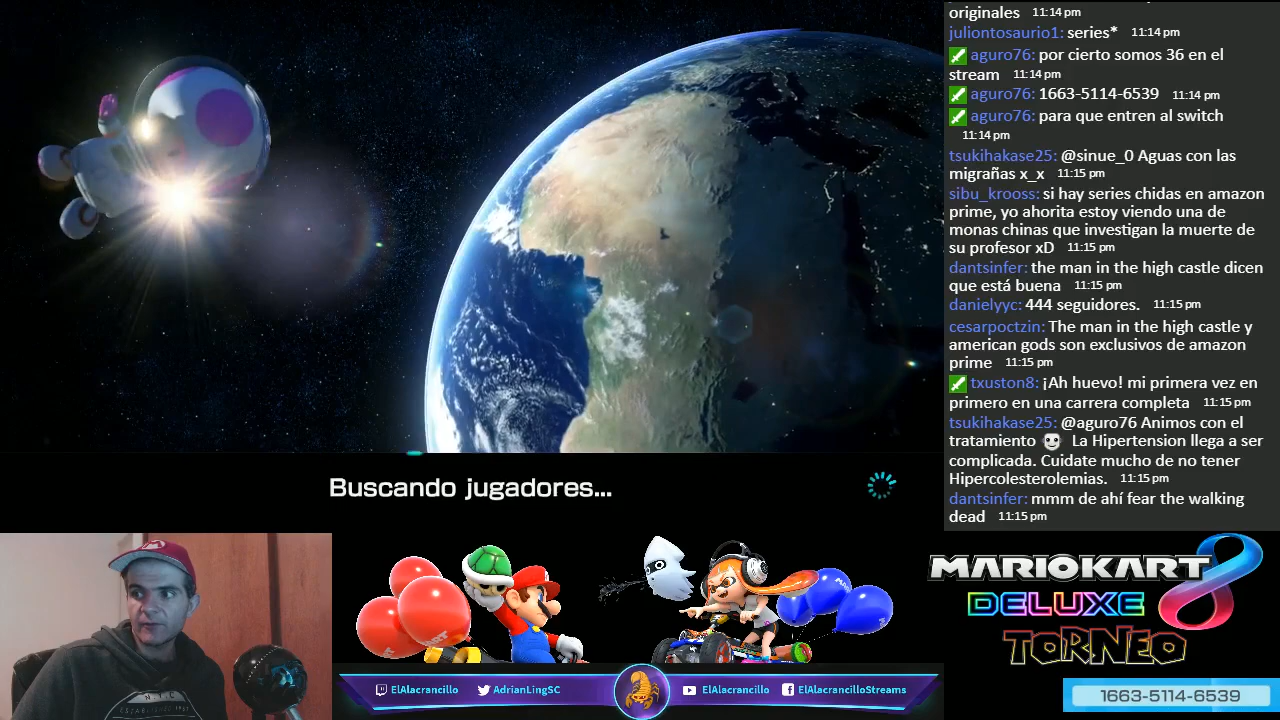 originales 11:14 pm
juliontosaurio1: series* 11:14 pm
aguro76: por cierto somos 36 en el
stream 11:14 pm
aguro76: 1663-5114-6539 11:14 pm
aguro76: para que entren al switch
11:14 pm
tsukihakase25: @sinue_0 Aguas con las
migrañas x_x 11:15 pm
sibu_krooss: si hay series chidas en amazon
prime, yo ahorita estoy viendo una de
monas chinas que investigan la muerte de
su profesor xD 11:15 pm
dantsinfer: the man in the high castle dicen
que está buena 11:15 pm
danielyyc: 444 seguidores. 11:15 pm
cesarpoctzin: The man in the high castle y
american gods son exclusivos de amazon
prime 11:15 pm
txuston8: ¡Ah huevo! mi primera vez en
primero en una carrera completa 11:15 pm
tsukihakase25: @aguro76 Animos con el
tratamiento La Hipertension llega a ser
complicada. Cuidate mucho de no tener
Hipercolesterolemias. 11:15 pm
dantsinfer: mmm de ahí fear the walking
dead 11:15 pm
Buscando jugadores...
MARIOKART 8
DELUXE
TORNEO
1663-5114-6539
ElAlacrancillo AdrianLingSC ElAlacrancillo ElAlacrancilloStreams